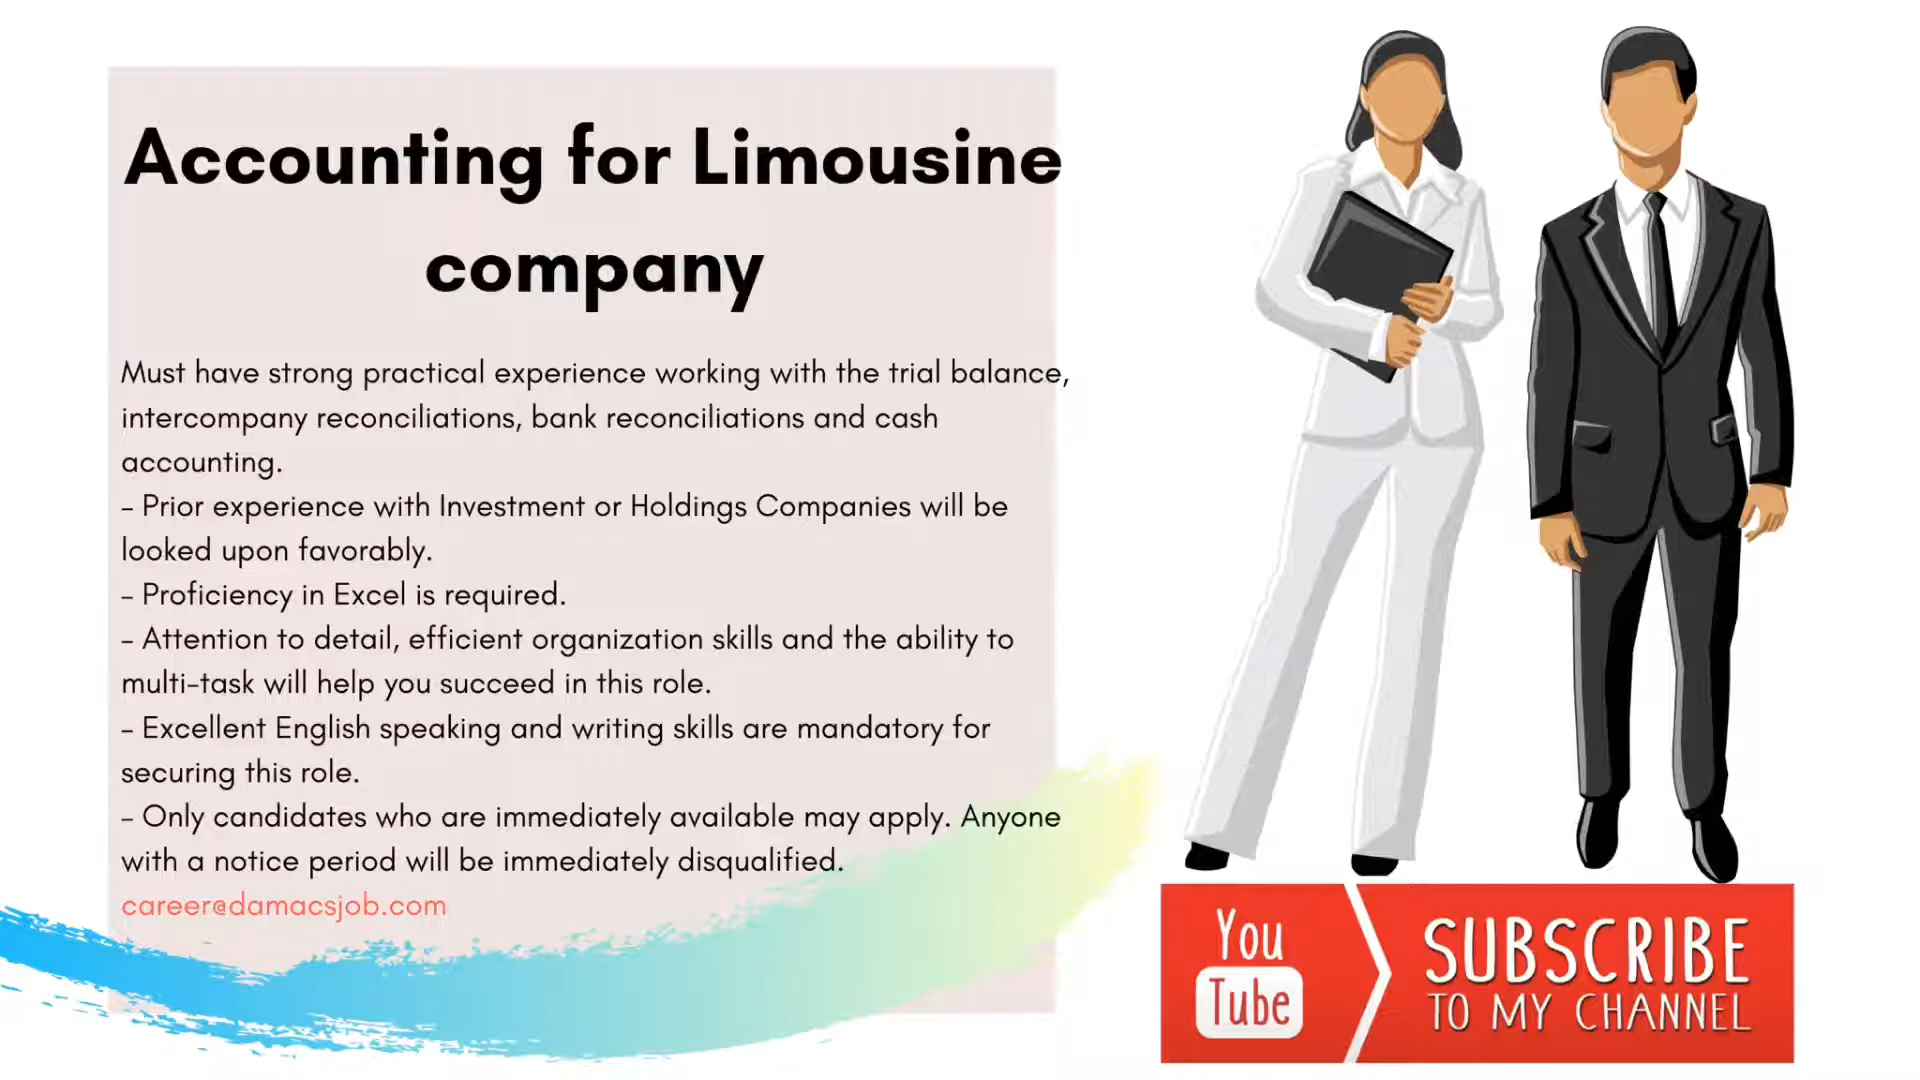 Accounting for Limousine
company
Must have strong practical experience working with the trial balance,
intercompany reconciliations, bank reconciliations and cash
accounting.
- Prior experience with Investment or Holdings Companies will be
looked upon favorably.
- Proficiency in Excel is required.
- Attention to detail, efficient organization skills and the ability to
multi-task will help you succeed in this role.
- Excellent English speaking and writing skills are mandatory for
securing this role.
- Only candidates who are immediately available may apply. Anyone
with a notice period will be immediately disqualified.
career@damacsjob.com
You
Tube
SUBSCRIBE
TO MY CHANNEL